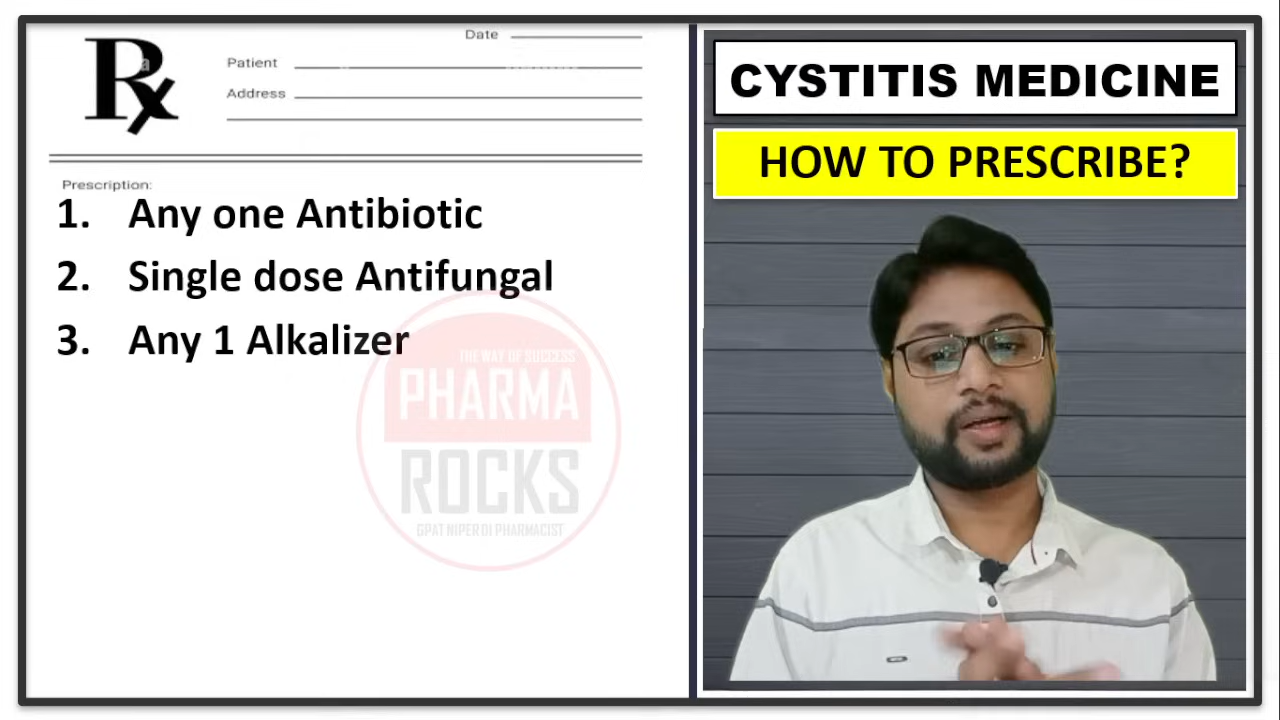 Date
Rx
Patient
Address
Prescription:
1. Any one Antibiotic
2. Single dose Antifungal
3. Any 1 Alkalizer
THE WAY OF SUCCESS
PHARMA
ROCKS
GPAT NIPER DI PHARMACIST
CYSTITIS MEDICINE
HOW TO PRESCRIBE?